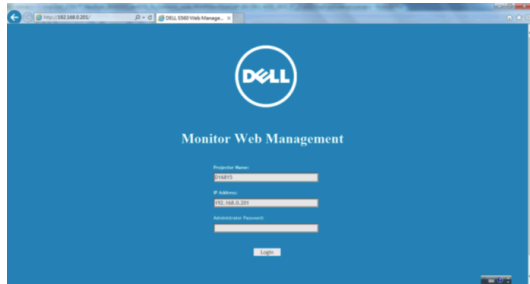 http://192.168.0.201/
DELL S560 Web Manage...
DELL
Monitor Web Management
Projector Name:
IP Address:
192.168.0.201
Administrator Password:
Login